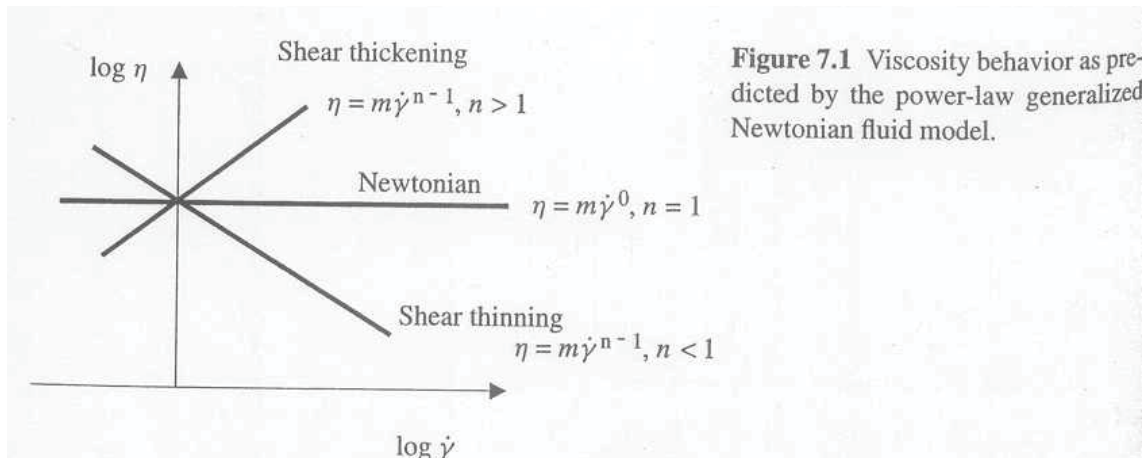 Shear thickening
log η
η = mγ̇ⁿ⁻¹, n > 1
Newtonian
η = mγ̇⁰, n = 1
Shear thinning
η = mγ̇ⁿ⁻¹, n < 1
log γ̇
Figure 7.1 Viscosity behavior as pre-
dicted by the power-law generalized
Newtonian fluid model.